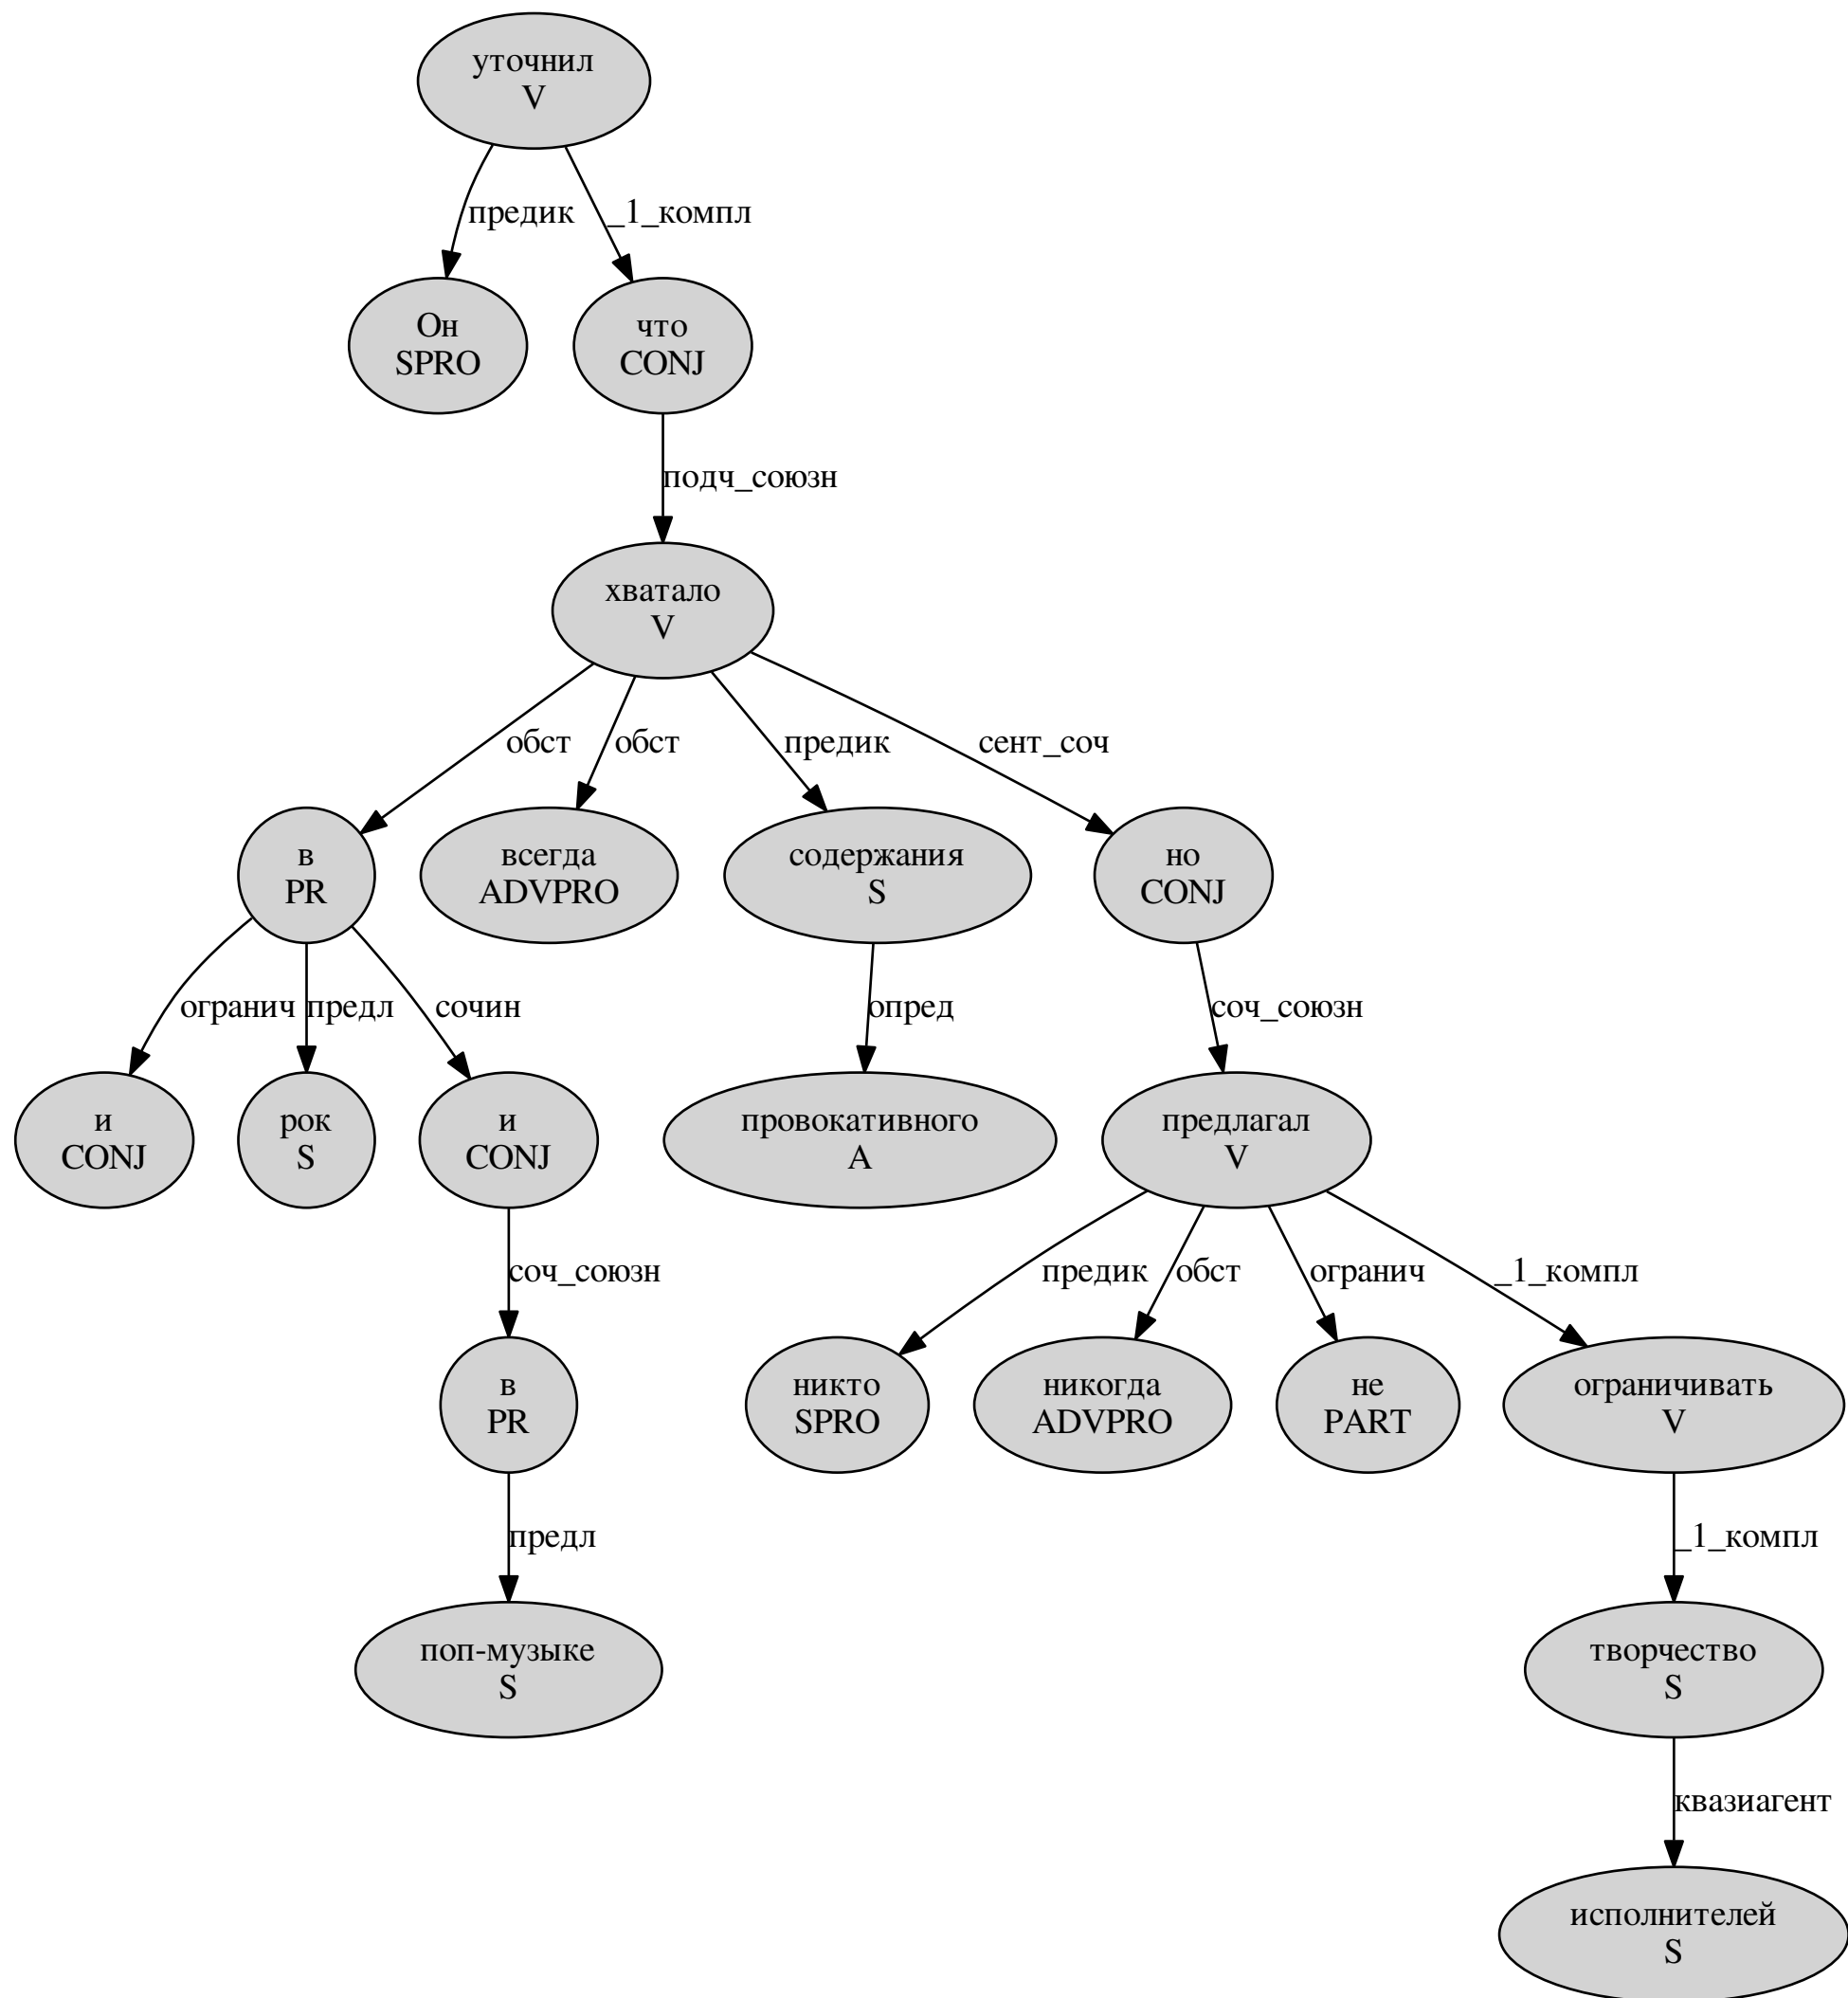 уточнил
V
предик
_1_компл
Он
SPRO
что
CONJ
подч_союзн
хватало
V
обст
обст
предик
сент_соч
в
PR
всегда
ADVPRO
содержания
S
но
CONJ
огранич
предл
сочин
опред
соч_союзн
и
CONJ
рок
S
и
CONJ
провокативного
A
предлагал
V
соч_союзн
предик
обст
огранич
_1_компл
в
PR
никто
SPRO
никогда
ADVPRO
не
PART
ограничивать
V
предл
_1_компл
поп-музыке
S
творчество
S
квазиагент
исполнителей
S